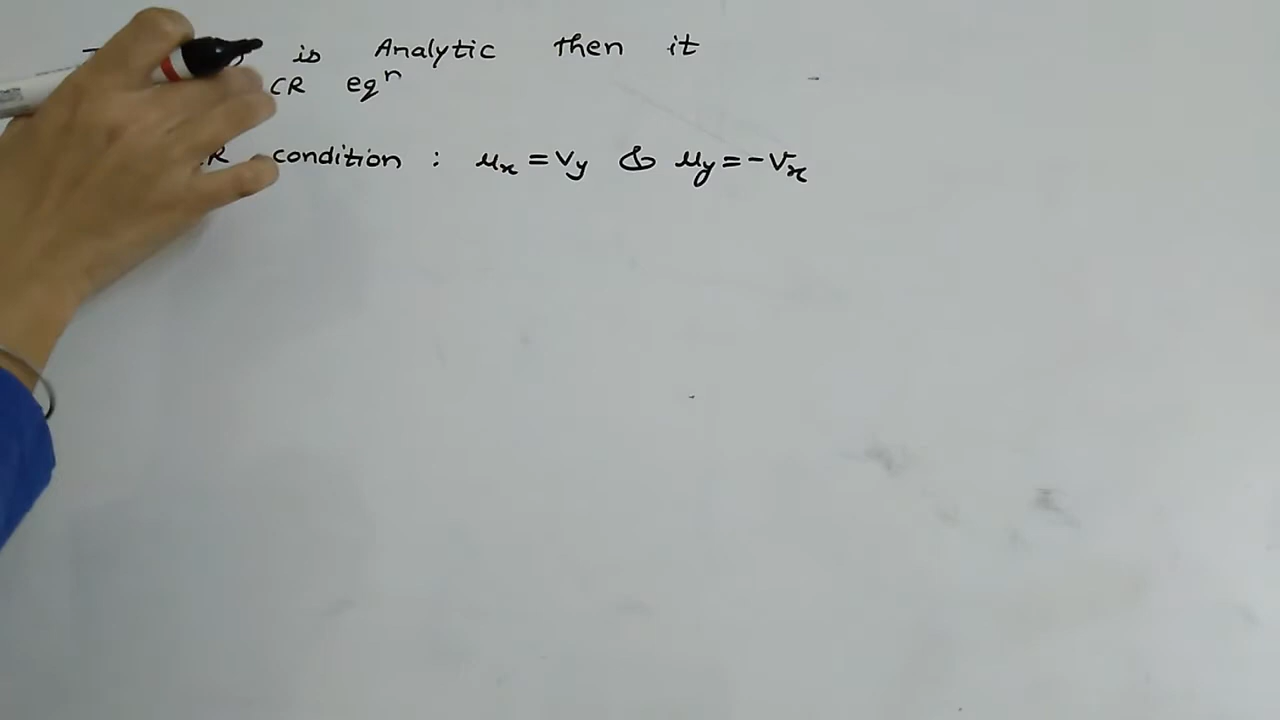 is Analytic then it
CR eqⁿ
condition : uₓ = v_y & u_y = -vₓ